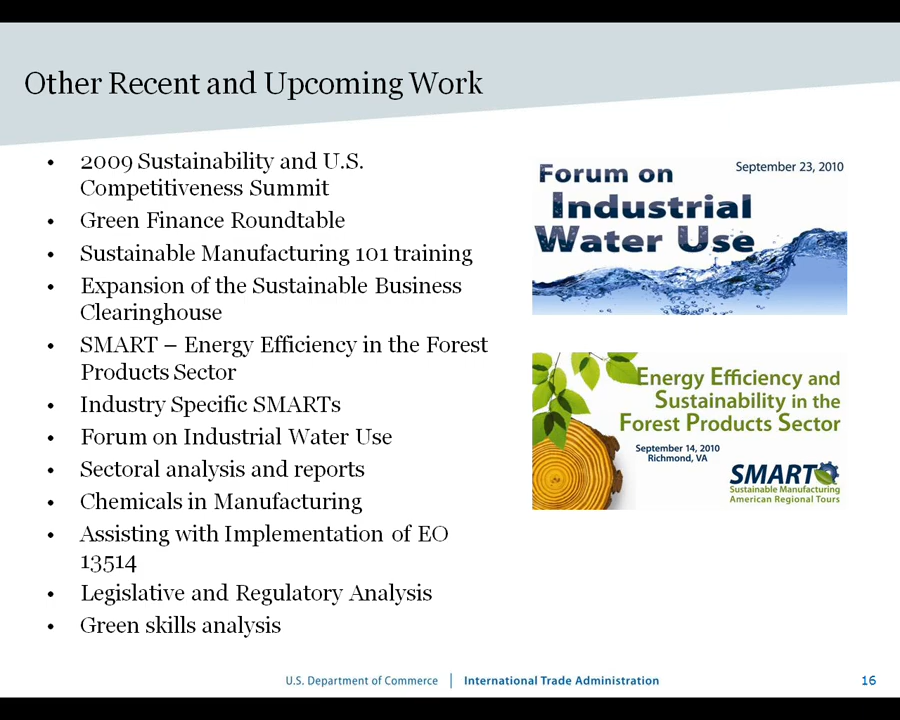 Other Recent and Upcoming Work
• 2009 Sustainability and U.S.
Competitiveness Summit
• Green Finance Roundtable
• Sustainable Manufacturing 101 training
• Expansion of the Sustainable Business
Clearinghouse
• SMART – Energy Efficiency in the Forest
Products Sector
• Industry Specific SMARTs
• Forum on Industrial Water Use
• Sectoral analysis and reports
• Chemicals in Manufacturing
• Assisting with Implementation of EO
13514
• Legislative and Regulatory Analysis
• Green skills analysis
September 23, 2010
Forum on
Industrial
Water Use
Energy Efficiency and
Sustainability in the
Forest Products Sector
September 14, 2010
Richmond, VA
SMART
Sustainable Manufacturing
American Regional Tours
U.S. Department of Commerce | International Trade Administration
16